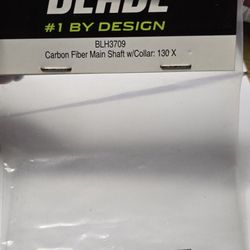 BLADE
#1 BY DESIGN
BLH3709
Carbon Fiber Main Shaft w/Collar: 130 X